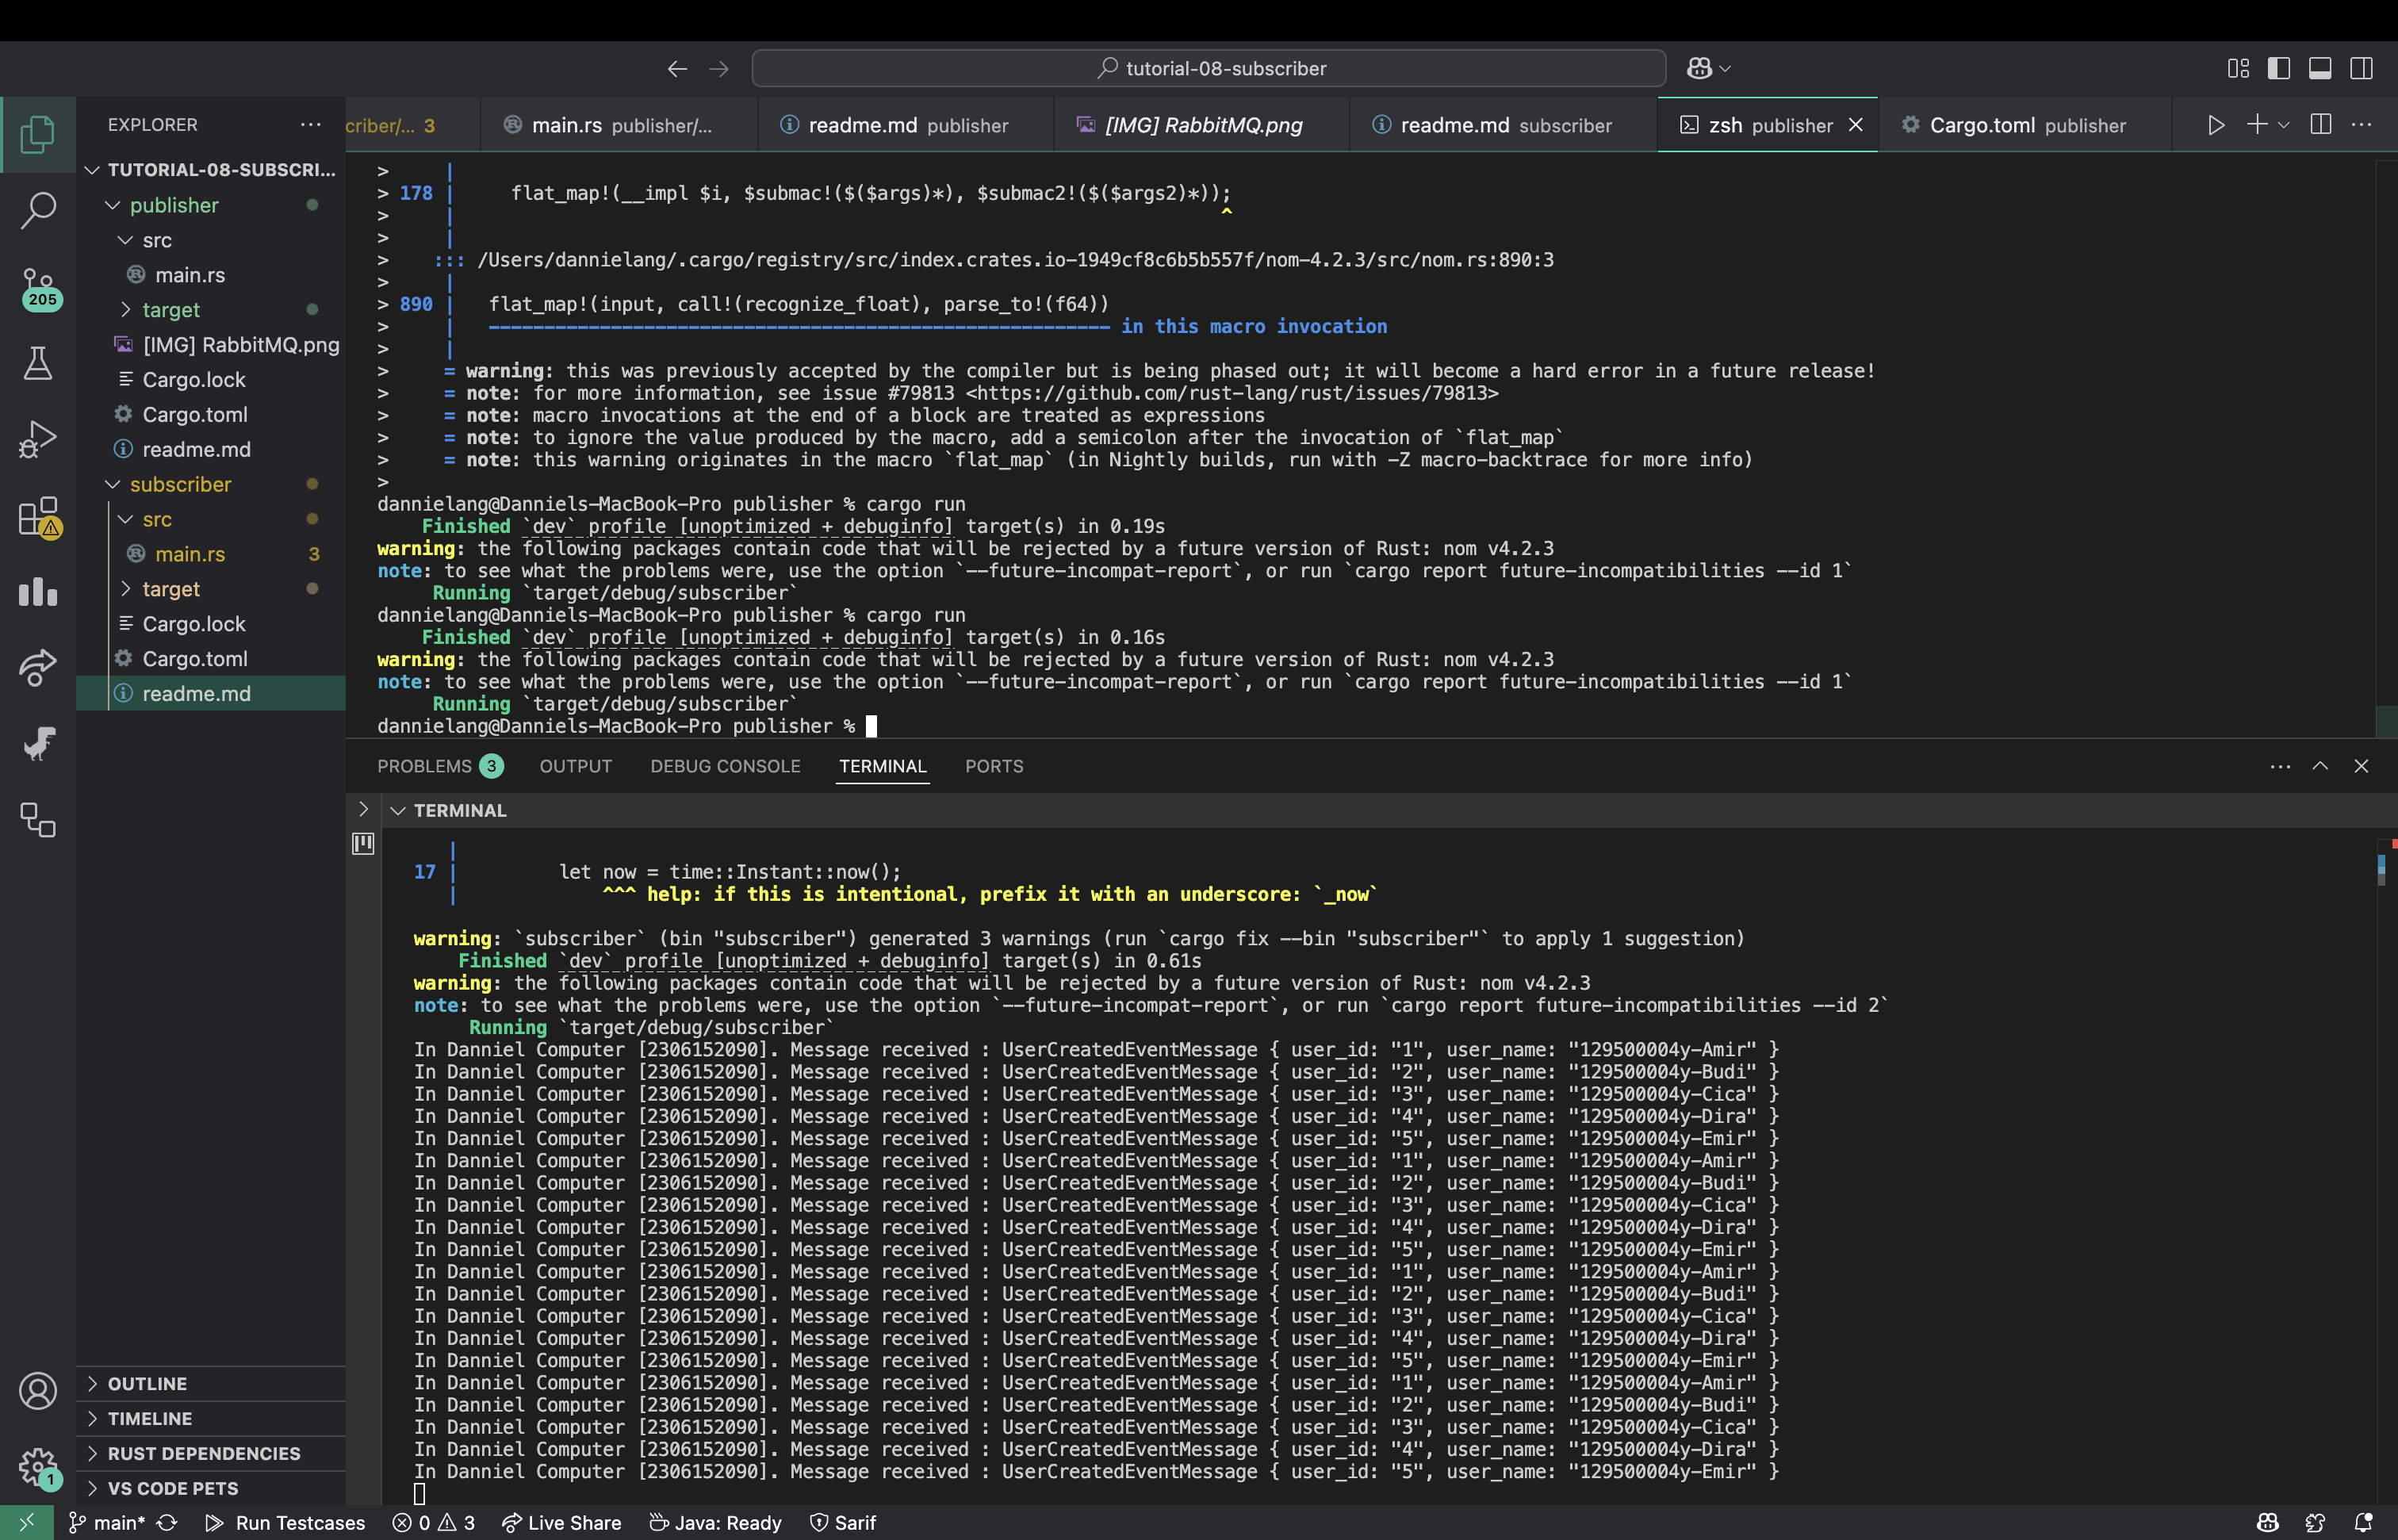 tutorial-08-subscriber
EXPLORER
criber/... 3
main.rs publisher/...
readme.md publisher
[IMG] RabbitMQ.png
readme.md subscriber
zsh publisher
Cargo.toml publisher
TUTORIAL-08-SUBSCRI...
publisher
src
main.rs
target
[IMG] RabbitMQ.png
Cargo.lock
Cargo.toml
readme.md
subscriber
src
main.rs 3
target
Cargo.lock
Cargo.toml
readme.md
OUTLINE
TIMELINE
RUST DEPENDENCIES
VS CODE PETS
205
1
> |
> 178 | flat_map!(__impl $i, $submac!($($args)*), $submac2!($($args2)*));
> | ^
> |
> ::: /Users/dannielang/.cargo/registry/src/index.crates.io-1949cf8c6b5b557f/nom-4.2.3/src/nom.rs:890:3
> |
> 890 | flat_map!(input, call!(recognize_float), parse_to!(f64))
> | -------------------------------------------------------- in this macro invocation
> |
> = warning: this was previously accepted by the compiler but is being phased out; it will become a hard error in a future release!
> = note: for more information, see issue #79813 <https://github.com/rust-lang/rust/issues/79813>
> = note: macro invocations at the end of a block are treated as expressions
> = note: to ignore the value produced by the macro, add a semicolon after the invocation of `flat_map`
> = note: this warning originates in the macro `flat_map` (in Nightly builds, run with -Z macro-backtrace for more info)
>
dannielang@Danniels-MacBook-Pro publisher % cargo run
Finished `dev` profile [unoptimized + debuginfo] target(s) in 0.19s
warning: the following packages contain code that will be rejected by a future version of Rust: nom v4.2.3
note: to see what the problems were, use the option `--future-incompat-report`, or run `cargo report future-incompatibilities --id 1`
Running `target/debug/subscriber`
dannielang@Danniels-MacBook-Pro publisher % cargo run
Finished `dev` profile [unoptimized + debuginfo] target(s) in 0.16s
warning: the following packages contain code that will be rejected by a future version of Rust: nom v4.2.3
note: to see what the problems were, use the option `--future-incompat-report`, or run `cargo report future-incompatibilities --id 1`
Running `target/debug/subscriber`
dannielang@Danniels-MacBook-Pro publisher %
PROBLEMS 3 OUTPUT DEBUG CONSOLE TERMINAL PORTS
TERMINAL
|
17 | let now = time::Instant::now();
| ^^^ help: if this is intentional, prefix it with an underscore: `_now`
warning: `subscriber` (bin "subscriber") generated 3 warnings (run `cargo fix --bin "subscriber"` to apply 1 suggestion)
Finished `dev` profile [unoptimized + debuginfo] target(s) in 0.61s
warning: the following packages contain code that will be rejected by a future version of Rust: nom v4.2.3
note: to see what the problems were, use the option `--future-incompat-report`, or run `cargo report future-incompatibilities --id 2`
Running `target/debug/subscriber`
In Danniel Computer [2306152090]. Message received : UserCreatedEventMessage { user_id: "1", user_name: "129500004y-Amir" }
In Danniel Computer [2306152090]. Message received : UserCreatedEventMessage { user_id: "2", user_name: "129500004y-Budi" }
In Danniel Computer [2306152090]. Message received : UserCreatedEventMessage { user_id: "3", user_name: "129500004y-Cica" }
In Danniel Computer [2306152090]. Message received : UserCreatedEventMessage { user_id: "4", user_name: "129500004y-Dira" }
In Danniel Computer [2306152090]. Message received : UserCreatedEventMessage { user_id: "5", user_name: "129500004y-Emir" }
In Danniel Computer [2306152090]. Message received : UserCreatedEventMessage { user_id: "1", user_name: "129500004y-Amir" }
In Danniel Computer [2306152090]. Message received : UserCreatedEventMessage { user_id: "2", user_name: "129500004y-Budi" }
In Danniel Computer [2306152090]. Message received : UserCreatedEventMessage { user_id: "3", user_name: "129500004y-Cica" }
In Danniel Computer [2306152090]. Message received : UserCreatedEventMessage { user_id: "4", user_name: "129500004y-Dira" }
In Danniel Computer [2306152090]. Message received : UserCreatedEventMessage { user_id: "5", user_name: "129500004y-Emir" }
In Danniel Computer [2306152090]. Message received : UserCreatedEventMessage { user_id: "1", user_name: "129500004y-Amir" }
In Danniel Computer [2306152090]. Message received : UserCreatedEventMessage { user_id: "2", user_name: "129500004y-Budi" }
In Danniel Computer [2306152090]. Message received : UserCreatedEventMessage { user_id: "3", user_name: "129500004y-Cica" }
In Danniel Computer [2306152090]. Message received : UserCreatedEventMessage { user_id: "4", user_name: "129500004y-Dira" }
In Danniel Computer [2306152090]. Message received : UserCreatedEventMessage { user_id: "5", user_name: "129500004y-Emir" }
In Danniel Computer [2306152090]. Message received : UserCreatedEventMessage { user_id: "1", user_name: "129500004y-Amir" }
In Danniel Computer [2306152090]. Message received : UserCreatedEventMessage { user_id: "2", user_name: "129500004y-Budi" }
In Danniel Computer [2306152090]. Message received : UserCreatedEventMessage { user_id: "3", user_name: "129500004y-Cica" }
In Danniel Computer [2306152090]. Message received : UserCreatedEventMessage { user_id: "4", user_name: "129500004y-Dira" }
In Danniel Computer [2306152090]. Message received : UserCreatedEventMessage { user_id: "5", user_name: "129500004y-Emir" }
main* Run Testcases 0 3 Live Share Java: Ready Sarif